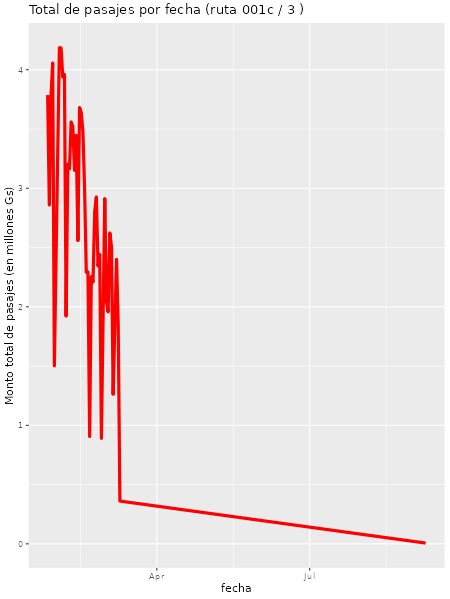 Total de pasajes por fecha (ruta 001c / 3 )
Monto total de pasajes (en millones Gs)
4
3
2
1
0
Apr
Jul
fecha